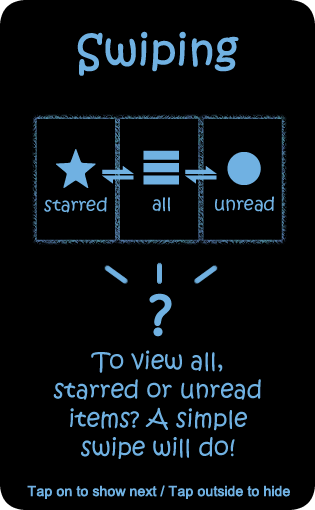 Swiping
starred all unread
?
To view all,
starred or unread
items? A simple
swipe will do!
Tap on to show next / Tap outside to hide